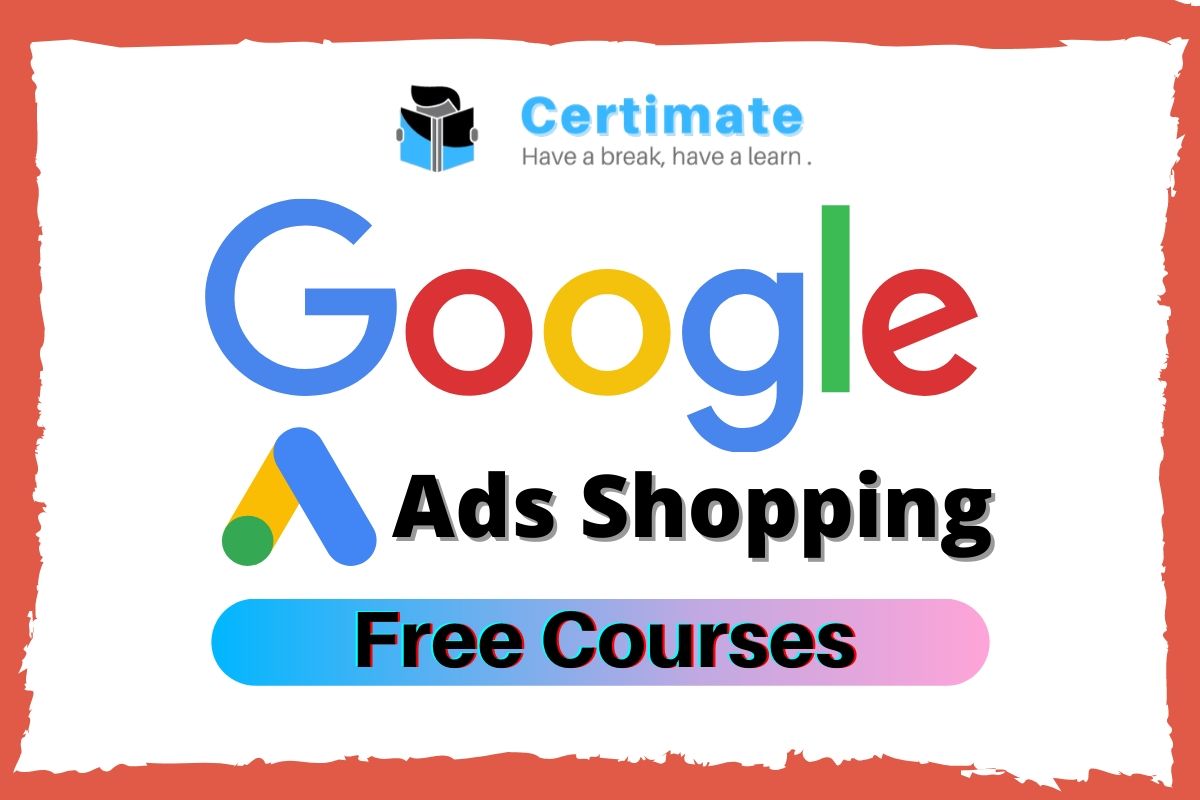 Certimate
Have a break, have a learn .
Google
Ads Shopping
Free Courses